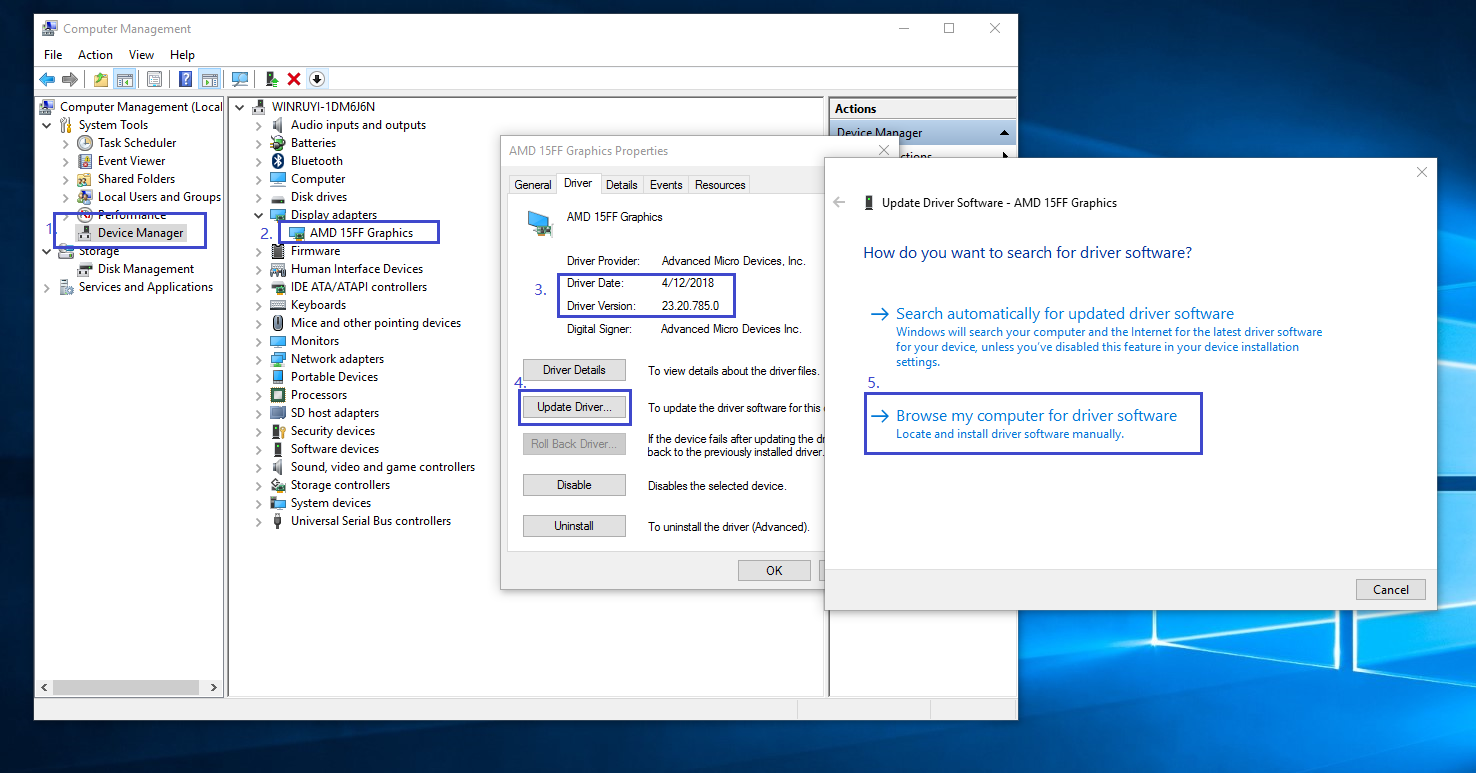 Computer Management
File Action View Help
Computer Management (Local
System Tools
Task Scheduler
Event Viewer
Shared Folders
Local Users and Groups
Performance
1.
Device Manager
Storage
Disk Management
Services and Applications
WINRUYI-1DM6J6N
Audio inputs and outputs
Batteries
Bluetooth
Computer
Disk drives
Display adapters
2.
AMD 15FF Graphics
Firmware
Human Interface Devices
IDE ATA/ATAPI controllers
Keyboards
Mice and other pointing devices
Monitors
Network adapters
Portable Devices
Processors
SD host adapters
Security devices
Software devices
Sound, video and game controllers
Storage controllers
System devices
Universal Serial Bus controllers
Actions
Device Manager
AMD 15FF Graphics Properties
General Driver Details Events Resources
AMD 15FF Graphics
Driver Provider: Advanced Micro Devices, Inc.
3.
Driver Date: 4/12/2018
Driver Version: 23.20.785.0
Digital Signer: Advanced Micro Devices Inc.
Driver Details To view details about the driver files.
4.
Update Driver... To update the driver software for this
Roll Back Driver... If the device fails after updating the
back to the previously installed driver.
Disable Disables the selected device.
Uninstall To uninstall the driver (Advanced).
OK
Update Driver Software - AMD 15FF Graphics
How do you want to search for driver software?
Search automatically for updated driver software
Windows will search your computer and the Internet for the latest driver software
for your device, unless you've disabled this feature in your device installation
settings.
5.
Browse my computer for driver software
Locate and install driver software manually.
Cancel